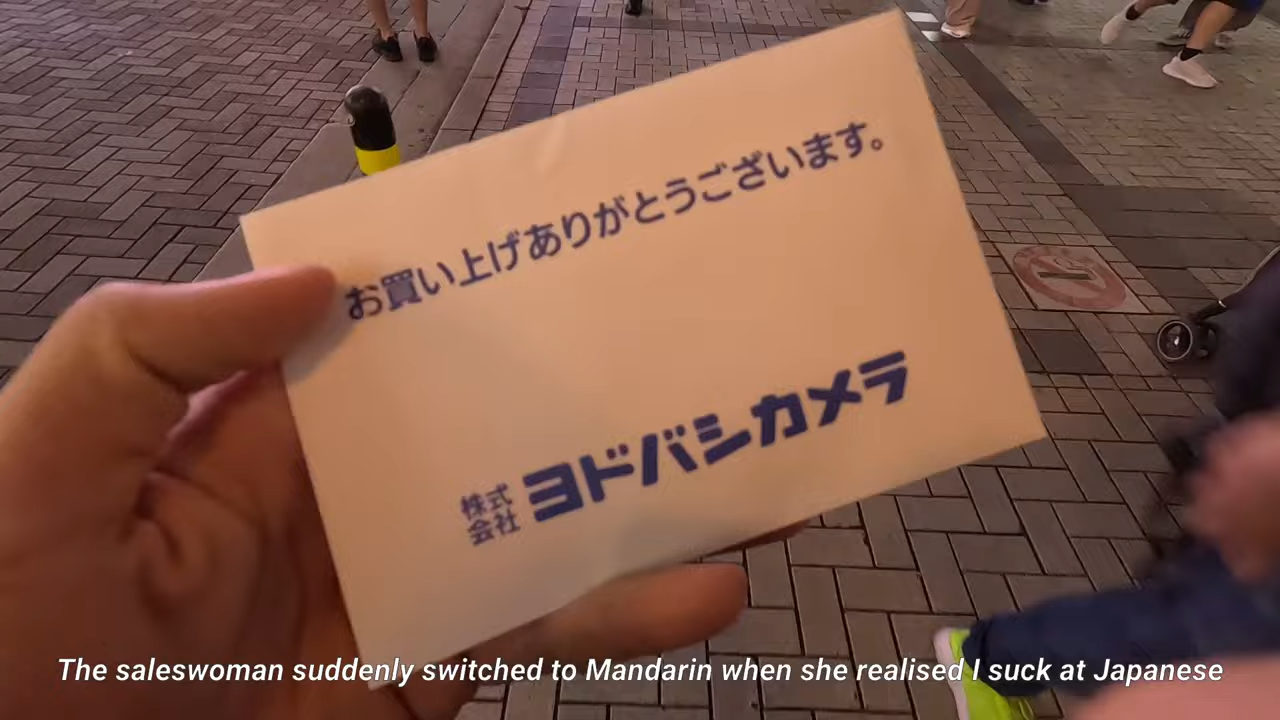 お買い上げありがとうございます。
株式
会社
ヨドバシカメラ
The saleswoman suddenly switched to Mandarin when she realised I suck at Japanese